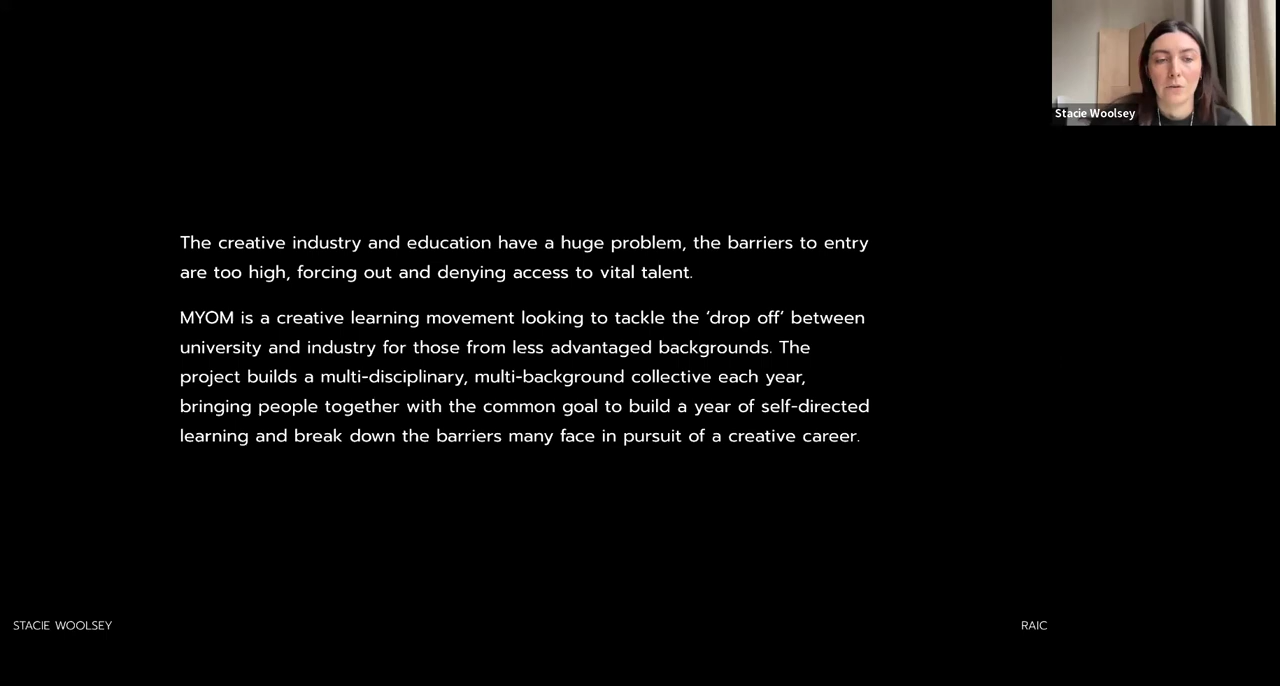 Stacie Woolsey
The creative industry and education have a huge problem, the barriers to entry
are too high, forcing out and denying access to vital talent.
MYOM is a creative learning movement looking to tackle the ‘drop off’ between
university and industry for those from less advantaged backgrounds. The
project builds a multi-disciplinary, multi-background collective each year,
bringing people together with the common goal to build a year of self-directed
learning and break down the barriers many face in pursuit of a creative career.
STACIE WOOLSEY
RAIC